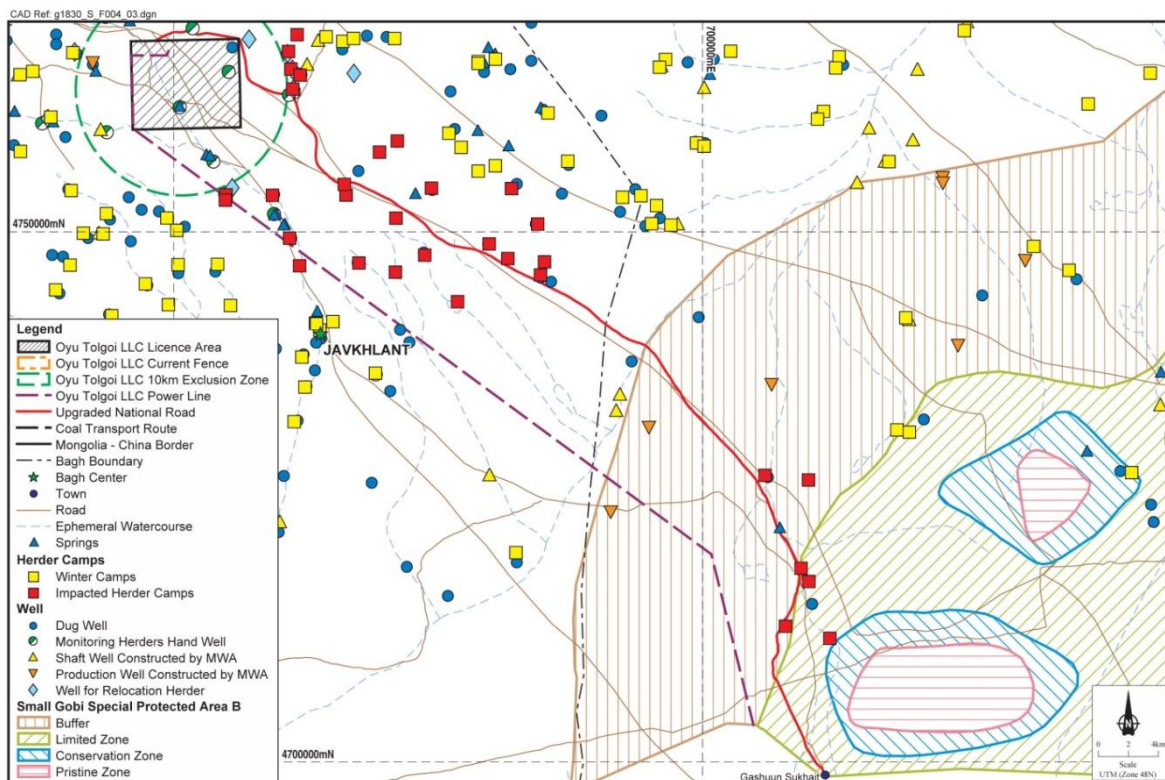 CAD Ref: g1830_S_F004_03.dgn
700000mE
4750000mN
JAVKHLANT
Legend
Oyu Tolgoi LLC Licence Area
Oyu Tolgoi LLC Current Fence
Oyu Tolgoi LLC 10km Exclusion Zone
Oyu Tolgoi LLC Power Line
Upgraded National Road
Coal Transport Route
Mongolia - China Border
Bagh Boundary
Bagh Center
Town
Road
Ephemeral Watercourse
Springs
Herder Camps
Winter Camps
Impacted Herder Camps
Well
Dug Well
Monitoring Herders Hand Well
Shaft Well Constructed by MWA
Production Well Constructed by MWA
Well for Relocation Herder
Small Gobi Special Protected Area B
Buffer
Limited Zone
Conservation Zone
Pristine Zone
4700000mN
Gashuun Sukhait
N
0 2 4km
Scale
UTM (Zone 48N)